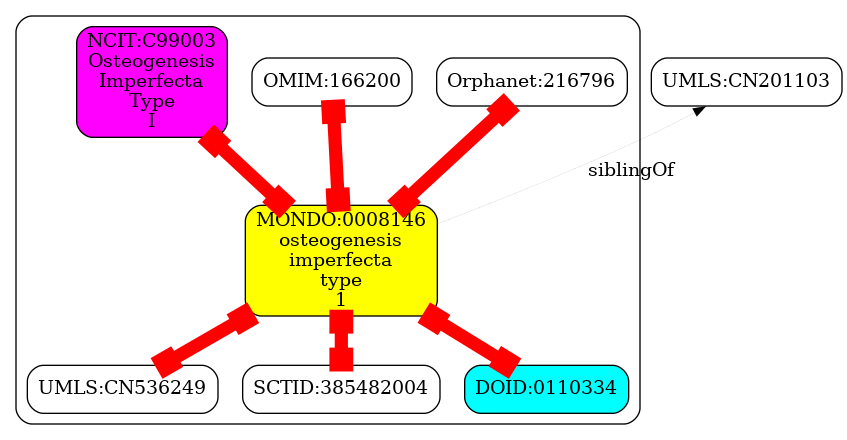 NCIT:C99003
Osteogenesis
Imperfecta
Type
I
OMIM:166200
Orphanet:216796
UMLS:CN201103
siblingOf
MONDO:0008146
osteogenesis
imperfecta
type
1
UMLS:CN536249
SCTID:385482004
DOID:0110334